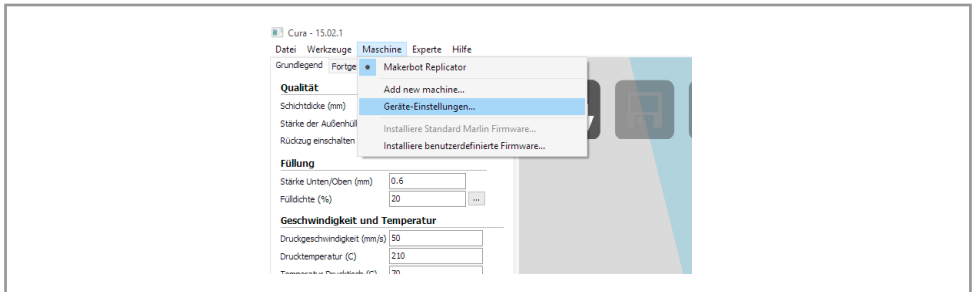 Cura - 15.02.1
Datei Werkzeuge Maschine Experte Hilfe
Grundlegend Fortge
Makerbot Replicator
Qualität
Add new machine...
Schichtdicke (mm)
Geräte-Einstellungen...
Stärke der Außenhüll
Installiere Standard Marlin Firmware...
Rückzug einschalten
Installiere benutzerdefinierte Firmware...
Füllung
Stärke Unten/Oben (mm) 0.6
Fülldichte (%) 20 ...
Geschwindigkeit und Temperatur
Druckgeschwindigkeit (mm/s) 50
Drucktemperatur (C) 210
Temperatur Drucktisch (C) 70